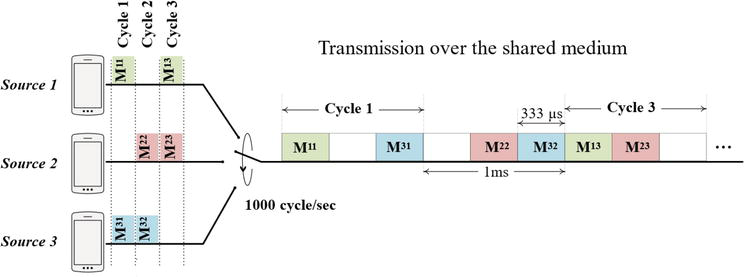 Cycle 1
Cycle 2
Cycle 3
Transmission over the shared medium
Source 1
M11
M13
Cycle 1
333 µs
Cycle 3
Source 2
M22
M23
M11
M31
M22
M32
M13
M23
...
1ms
1000 cycle/sec
Source 3
M31
M32